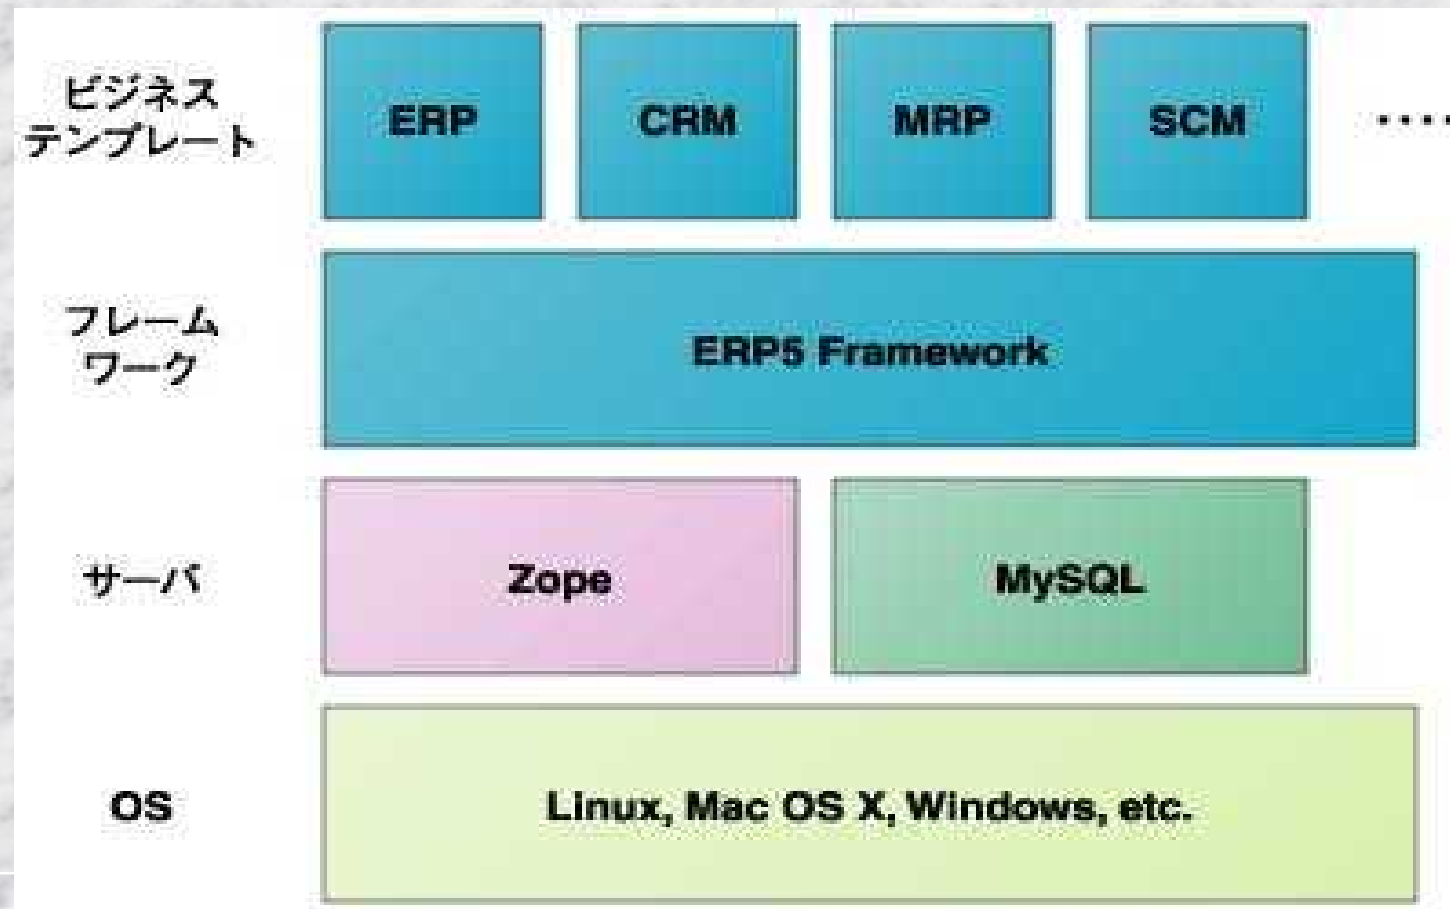 ビジネス
テンプレート
ERP
CRM
MRP
SCM
....
フレーム
ワーク
ERP5 Framework
サーバ
Zope
MySQL
OS
Linux, Mac OS X, Windows, etc.